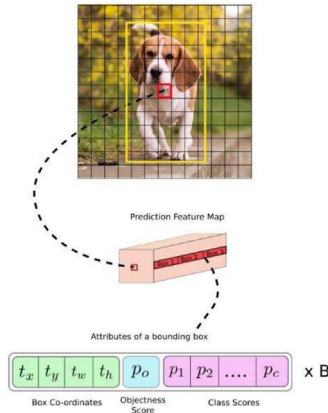 Prediction Feature Map
Box 1 Box 2 Box 3
Attributes of a bounding box
t_x t_y t_w t_h p_o p_1 p_2 .... p_c x B
Box Co-ordinates Objectness Score Class Scores